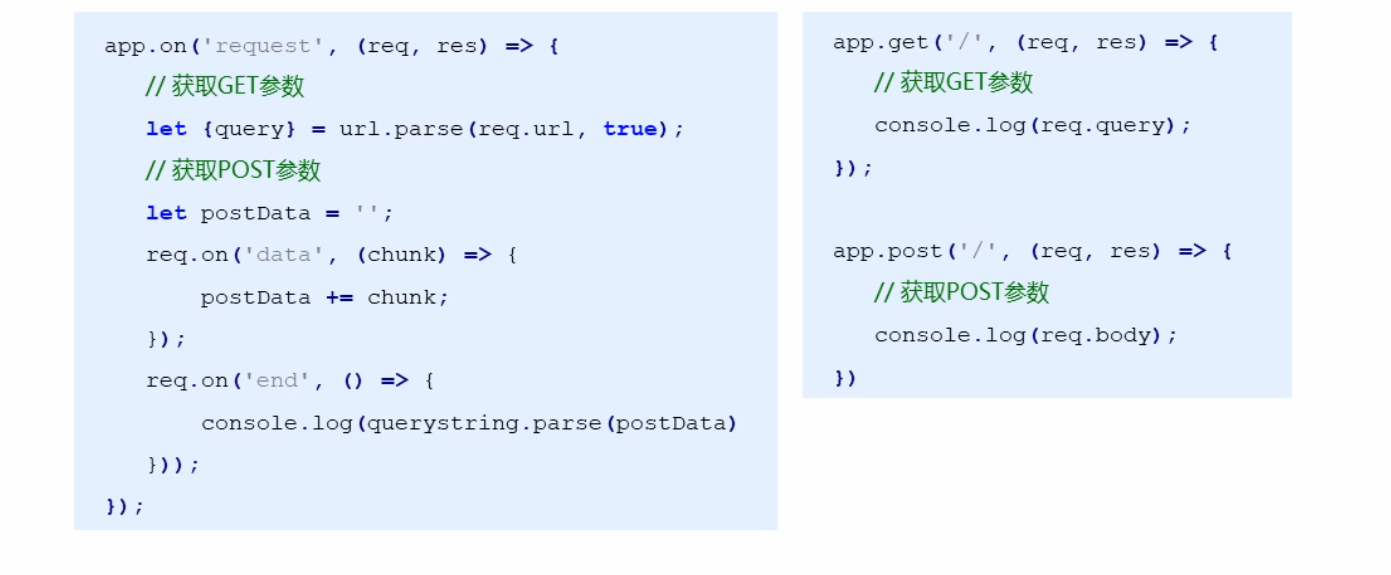 app.on('request', (req, res) => {
// 获取GET参数
let {query} = url.parse(req.url, true);
// 获取POST参数
let postData = '';
req.on('data', (chunk) => {
postData += chunk;
});
req.on('end', () => {
console.log(querystring.parse(postData)
}));
});
app.get('/', (req, res) => {
// 获取GET参数
console.log(req.query);
});
app.post('/', (req, res) => {
// 获取POST参数
console.log(req.body);
})